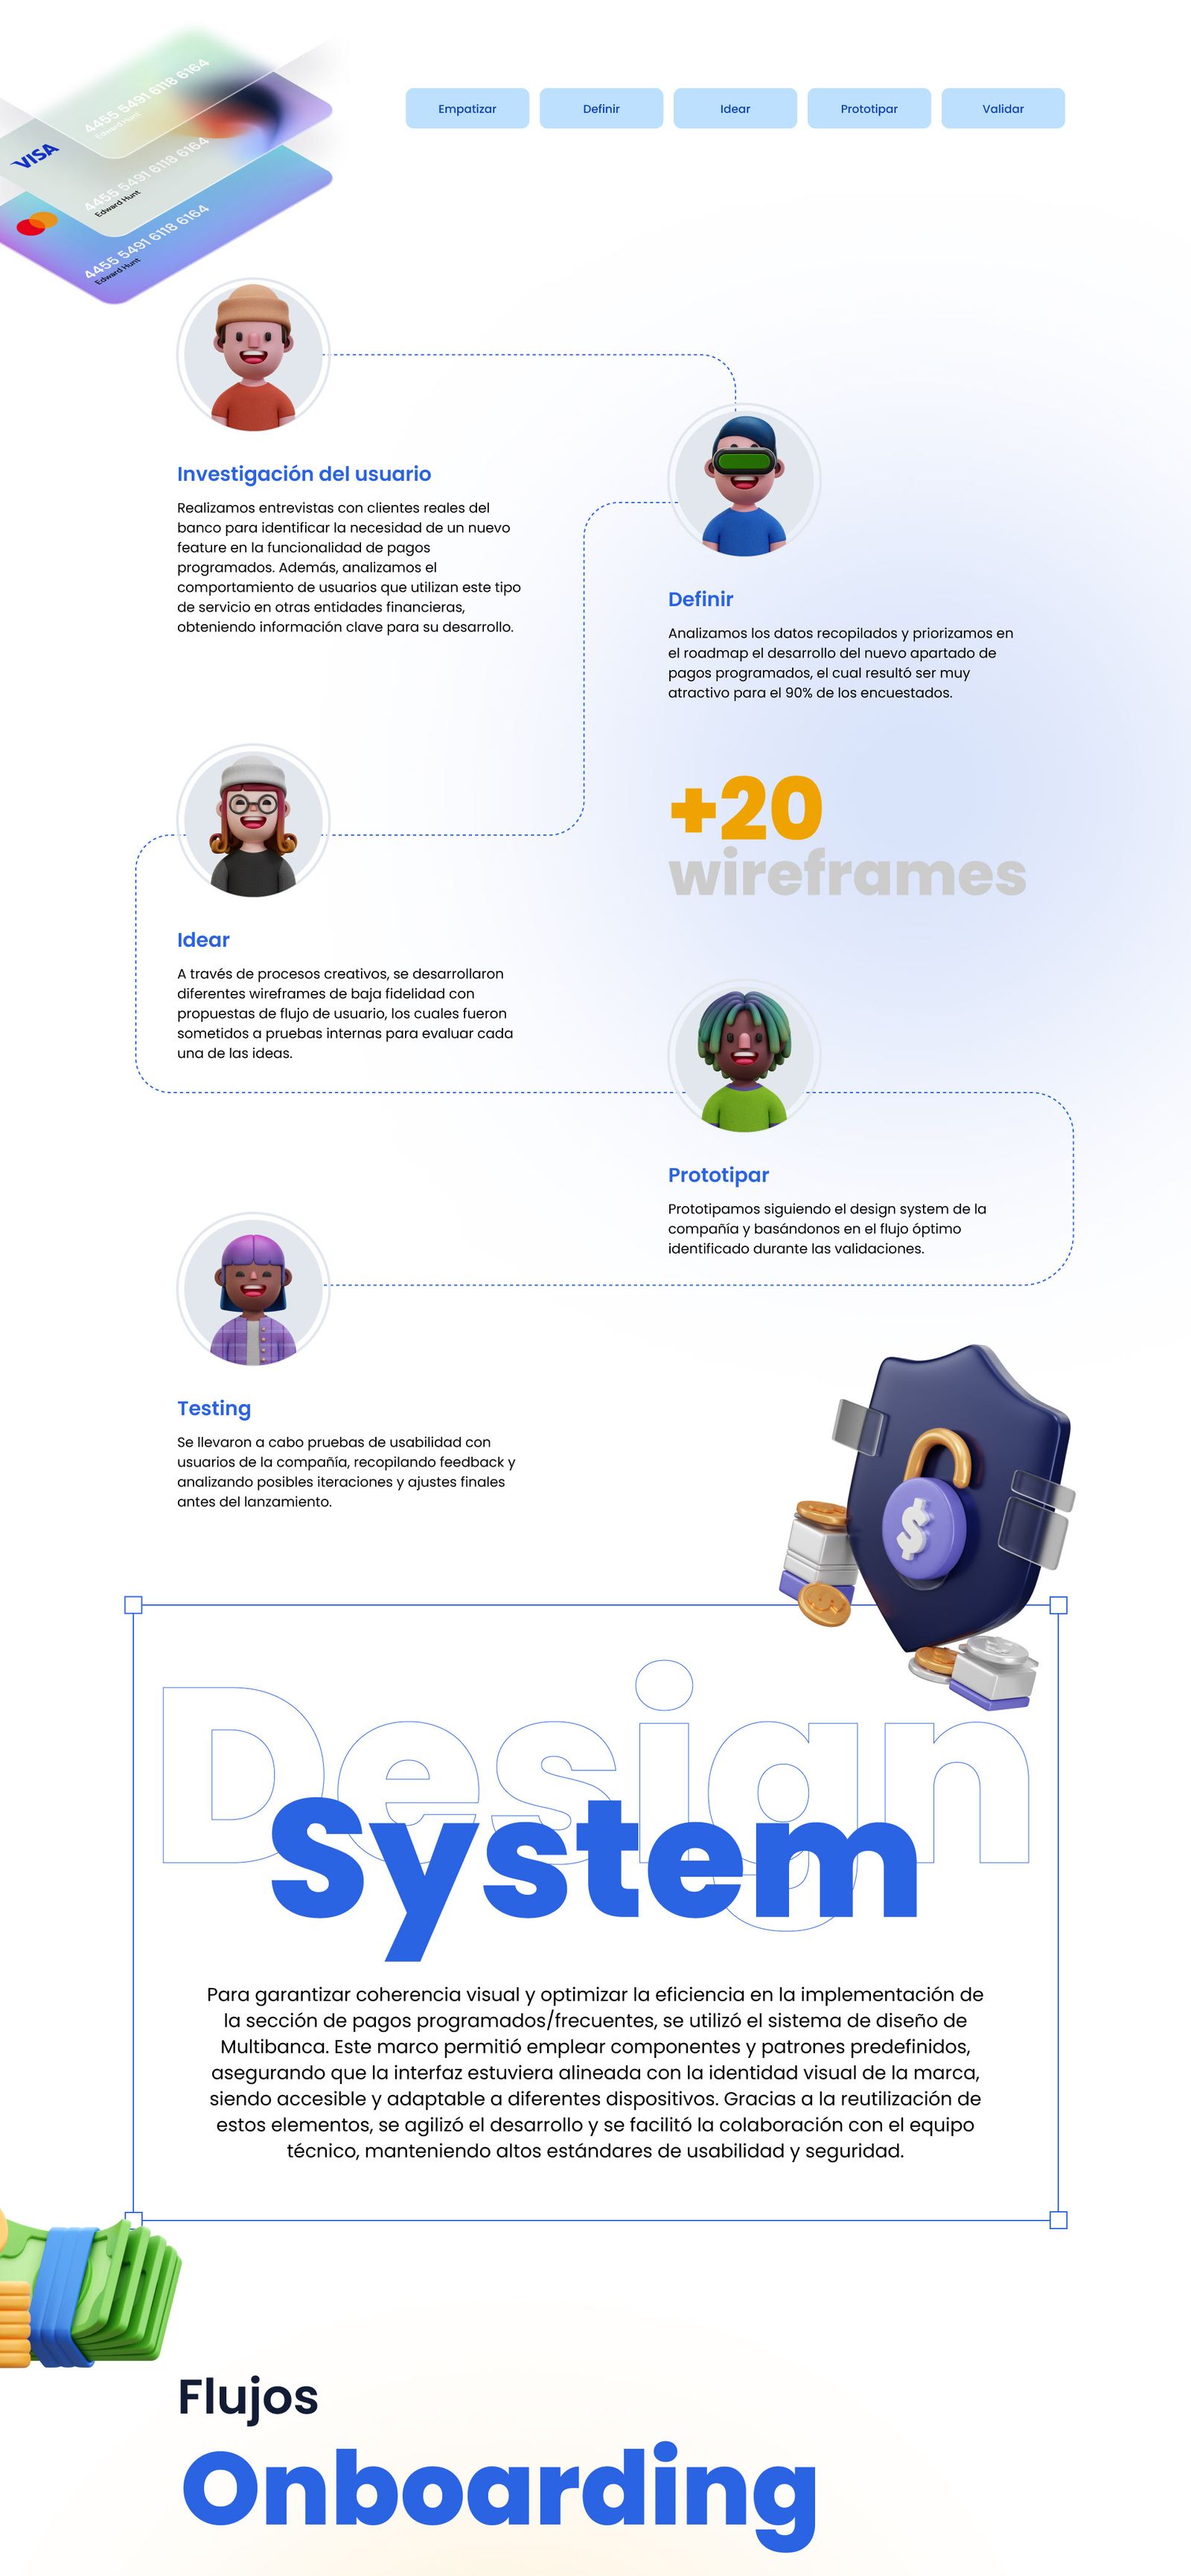 4455 5491 6118 6164
Edward Hunt
VISA
4455 5491 6118 6164
Edward Hunt
4455 5491 6118 6164
Edward Hunt
Empatizar
Definir
Idear
Prototipar
Validar
Investigación del usuario
Realizamos entrevistas con clientes reales del
banco para identificar la necesidad de un nuevo
feature en la funcionalidad de pagos
programados. Además, analizamos el
comportamiento de usuarios que utilizan este tipo
de servicio en otras entidades financieras,
obteniendo información clave para su desarrollo.
Definir
Analizamos los datos recopilados y priorizamos en
el roadmap el desarrollo del nuevo apartado de
pagos programados, el cual resultó ser muy
atractivo para el 90% de los encuestados.
+20
wireframes
Idear
A través de procesos creativos, se desarrollaron
diferentes wireframes de baja fidelidad con
propuestas de flujo de usuario, los cuales fueron
sometidos a pruebas internas para evaluar cada
una de las ideas.
Prototipar
Prototipamos siguiendo el design system de la
compañía y basándonos en el flujo óptimo
identificado durante las validaciones.
Testing
Se llevaron a cabo pruebas de usabilidad con
usuarios de la compañía, recopilando feedback y
analizando posibles iteraciones y ajustes finales
antes del lanzamiento.
$
Design
System
Para garantizar coherencia visual y optimizar la eficiencia en la implementación de
la sección de pagos programados/frecuentes, se utilizó el sistema de diseño de
Multibanca. Este marco permitió emplear componentes y patrones predefinidos,
asegurando que la interfaz estuviera alineada con la identidad visual de la marca,
siendo accesible y adaptable a diferentes dispositivos. Gracias a la reutilización de
estos elementos, se agilizó el desarrollo y se facilitó la colaboración con el equipo
técnico, manteniendo altos estándares de usabilidad y seguridad.
Flujos
Onboarding